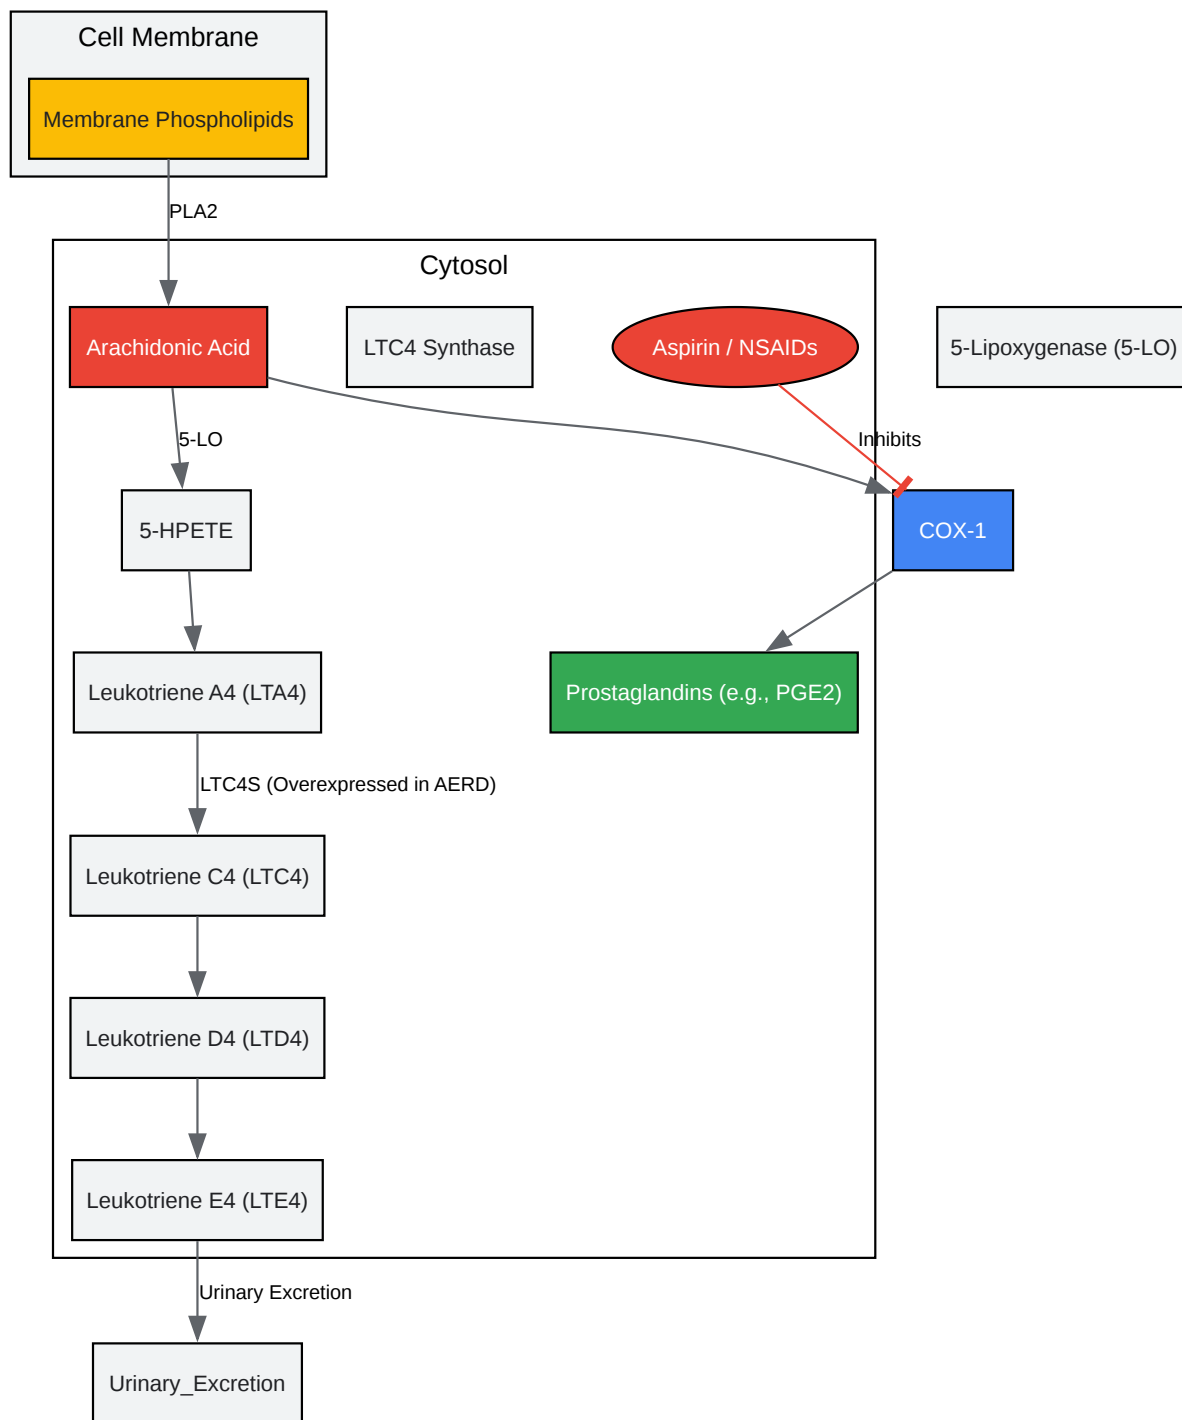 Cell Membrane
Membrane Phospholipids
PLA2
Cytosol
Arachidonic Acid
LTC4 Synthase
Aspirin / NSAIDs
5-Lipoxygenase (5-LO)
5-LO
Inhibits
5-HPETE
COX-1
Leukotriene A4 (LTA4)
Prostaglandins (e.g., PGE2)
LTC4S (Overexpressed in AERD)
Leukotriene C4 (LTC4)
Leukotriene D4 (LTD4)
Leukotriene E4 (LTE4)
Urinary Excretion
Urinary_Excretion